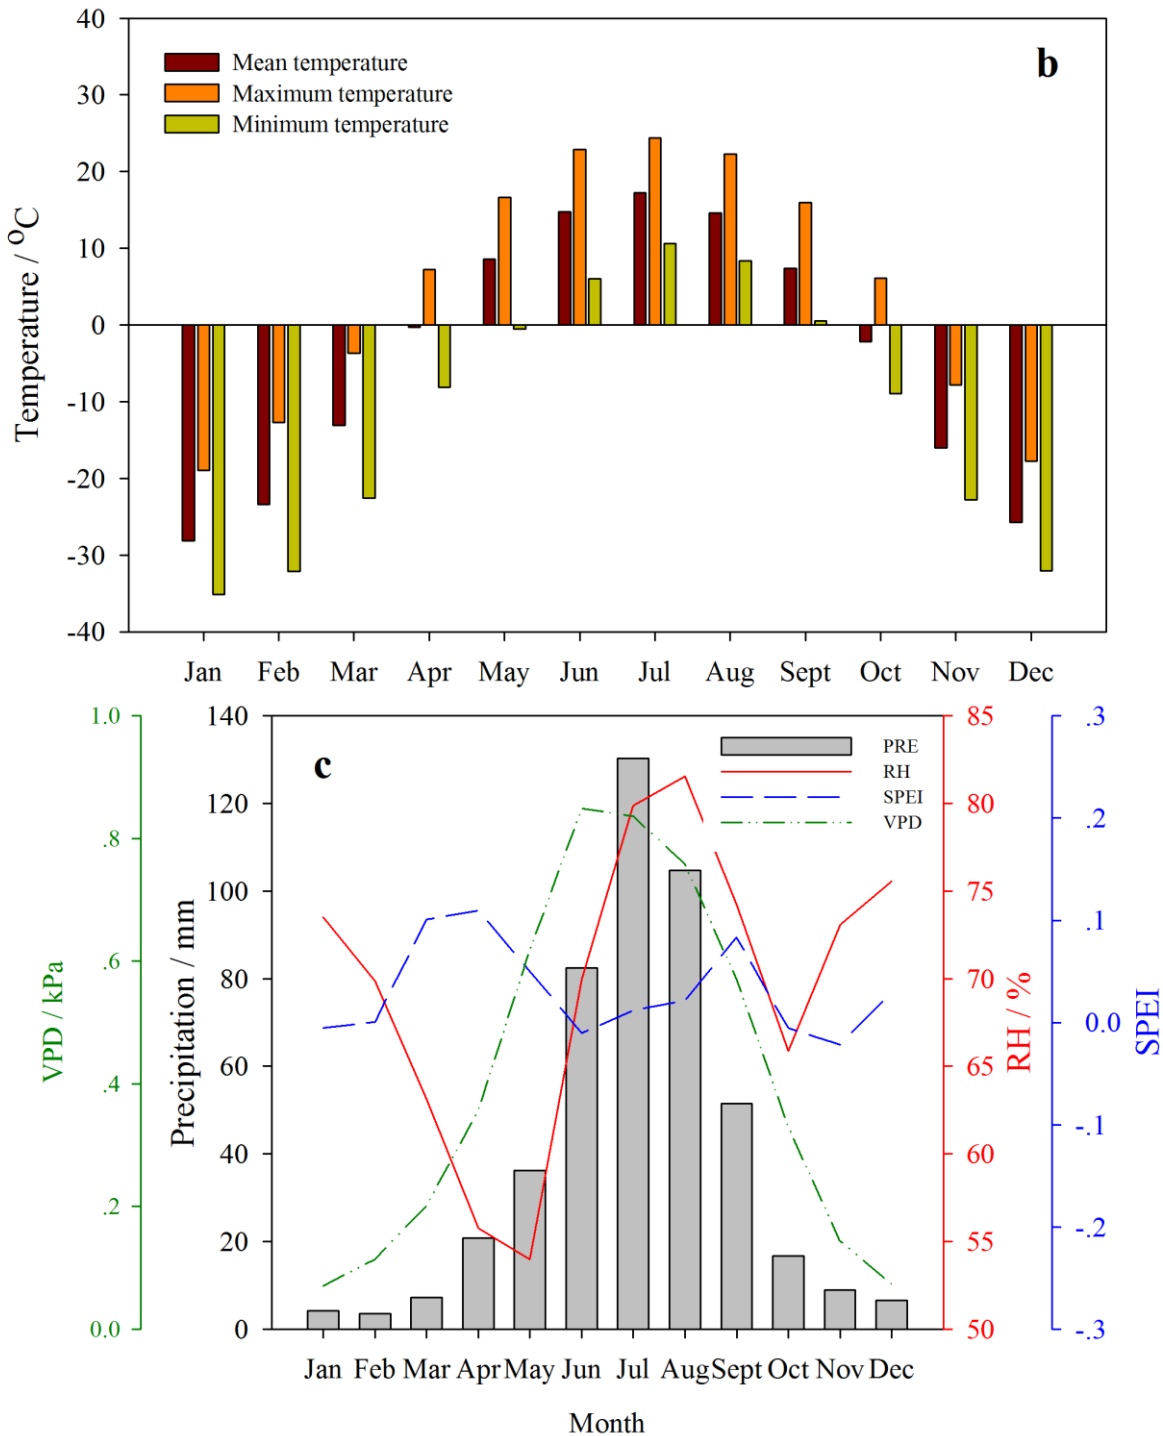 b
Mean temperature
Maximum temperature
Minimum temperature
Temperature / °C
40
30
20
10
0
-10
-20
-30
-40
Jan Feb Mar Apr May Jun Jul Aug Sept Oct Nov Dec
c
PRE
RH
SPEI
VPD
VPD / kPa
1.0
.8
.6
.4
.2
0.0
Precipitation / mm
140
120
100
80
60
40
20
0
RH / %
85
80
75
70
65
60
55
50
SPEI
.3
.2
.1
0.0
-.1
-.2
-.3
Jan Feb Mar Apr May Jun Jul Aug Sept Oct Nov Dec
Month